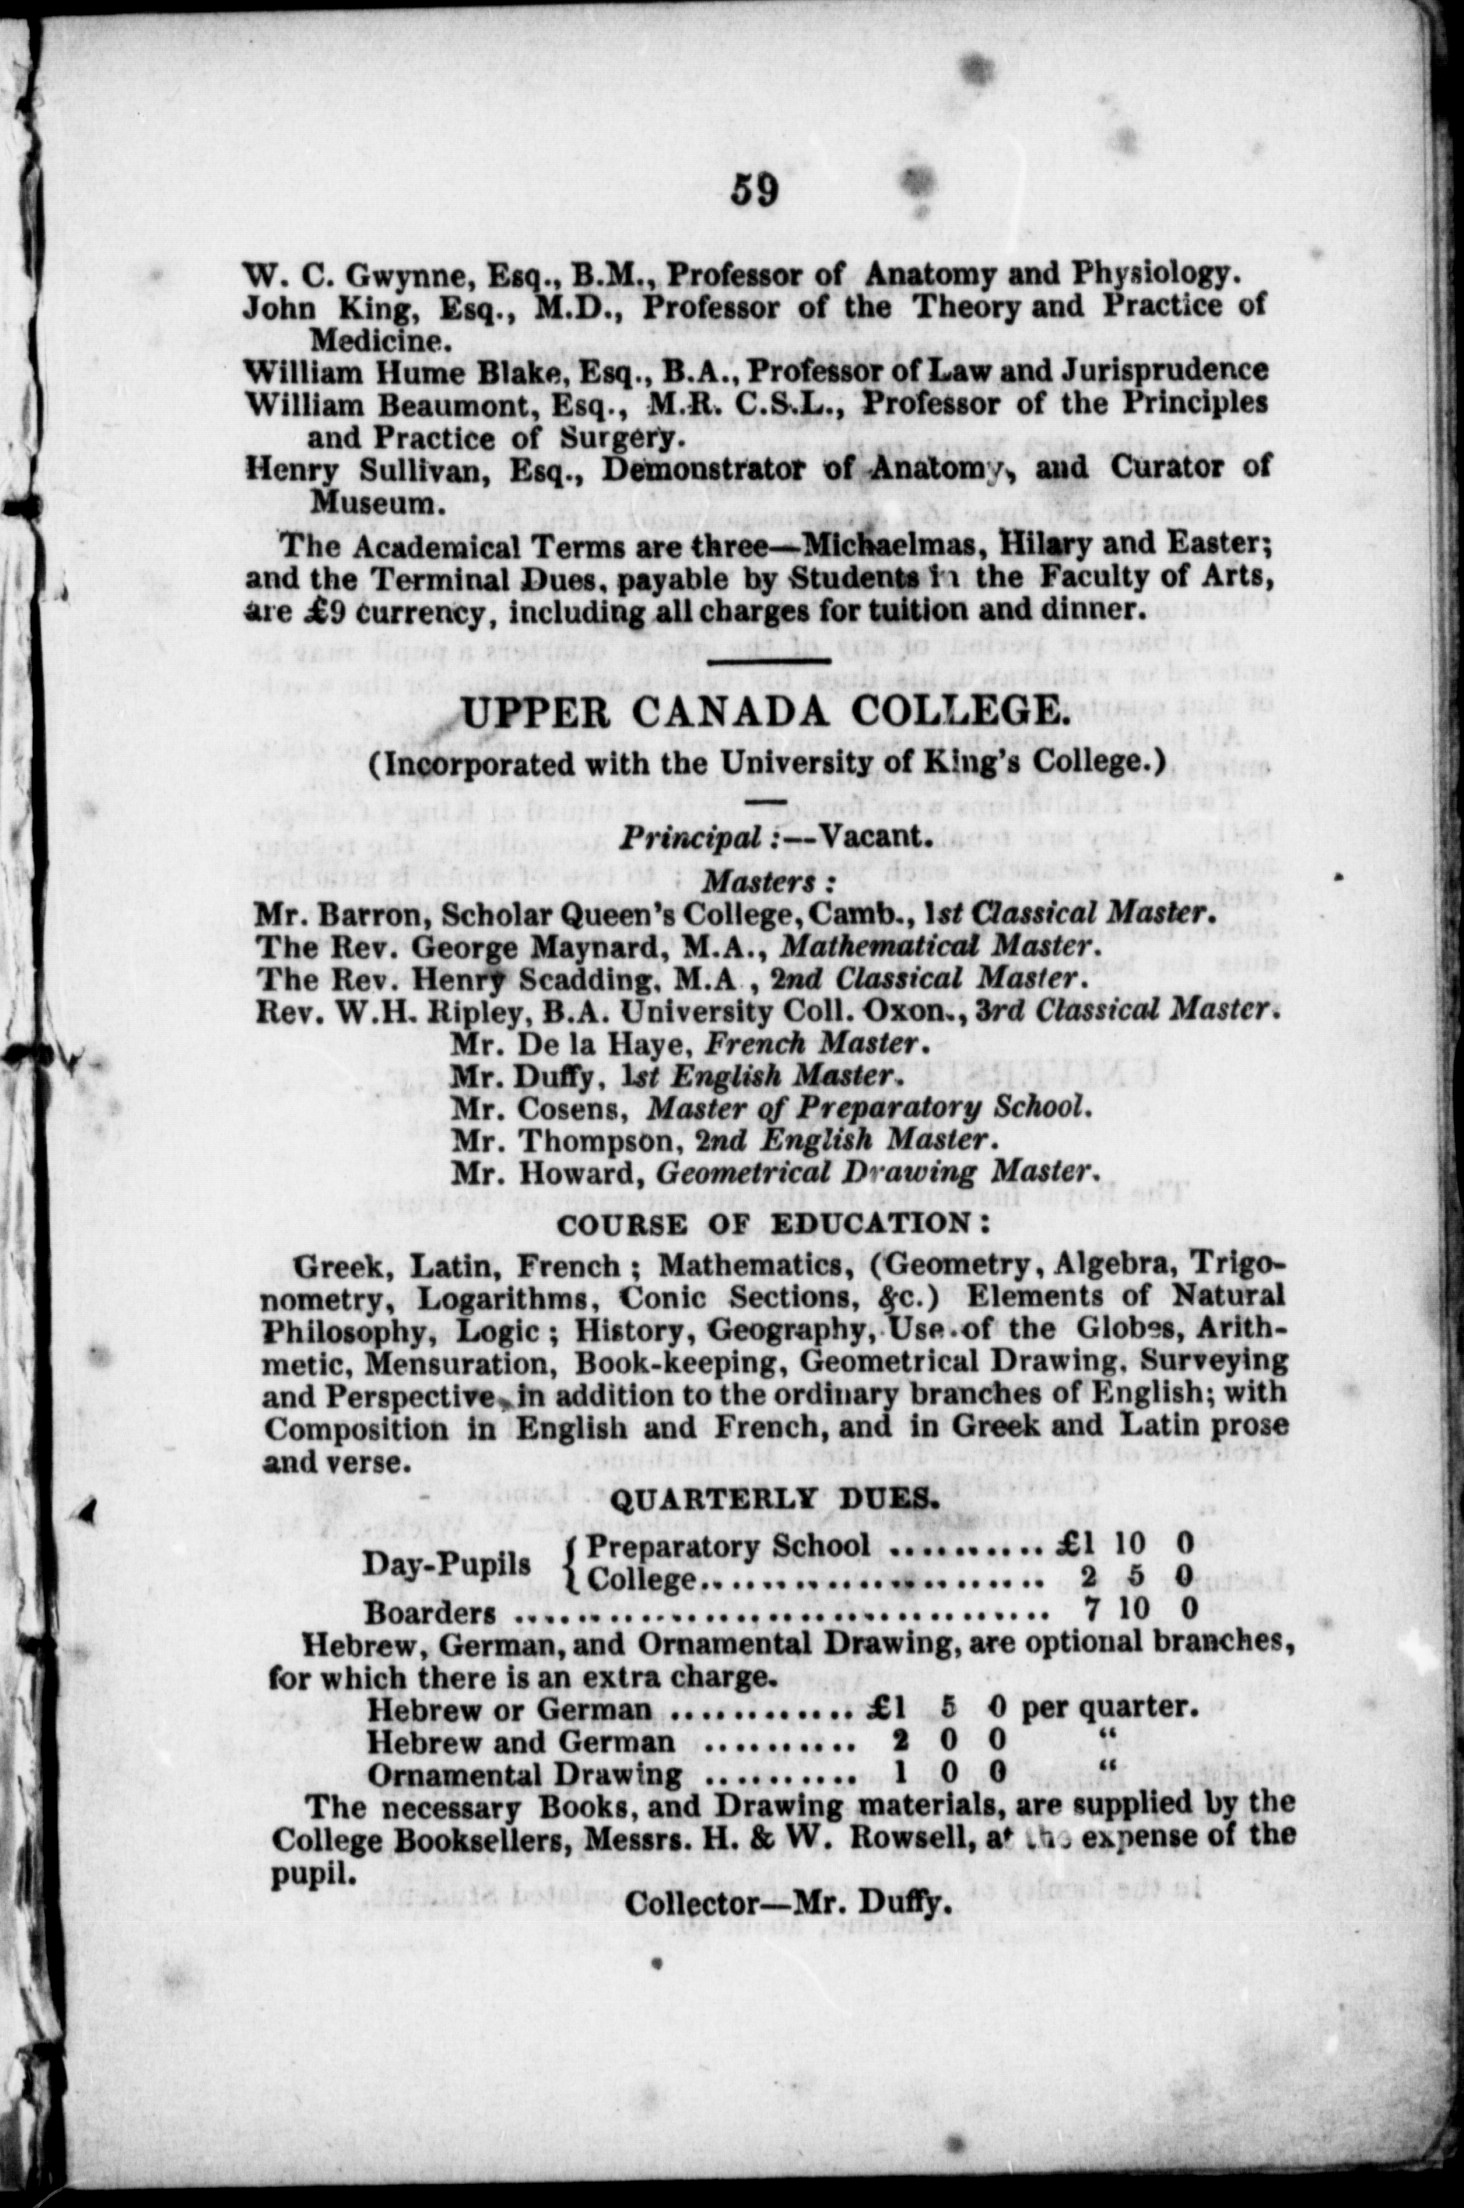 59
W. C. Gwynne, Esq., B.M., Professor of Anatomy and Physiology.
John King, Esq., M.D., Professor of the Theory and Practice of
Medicine.
William Hume Blake, Esq., B.A., Professor of Law and Jurisprudence
William Beaumont, Esq., M.R. C.S.L., Professor of the Principles
and Practice of Surgery.
Henry Sullivan, Esq., Demonstrator of Anatomy, and Curator of
Museum.
The Academical Terms are three—Michaelmas, Hilary and Easter;
and the Terminal Dues, payable by Students in the Faculty of Arts,
are £9 currency, including all charges for tuition and dinner.
UPPER CANADA COLLEGE.
(Incorporated with the University of King's College.)
Principal :—Vacant.
Masters :
Mr. Barron, Scholar Queen's College, Camb., 1st Classical Master.
The Rev. George Maynard, M.A., Mathematical Master.
The Rev. Henry Scadding, M.A., 2nd Classical Master.
Rev. W.H. Ripley, B.A. University Coll. Oxon., 3rd Classical Master.
Mr. De la Haye, French Master.
Mr. Duffy, 1st English Master.
Mr. Cosens, Master of Preparatory School.
Mr. Thompson, 2nd English Master.
Mr. Howard, Geometrical Drawing Master.
COURSE OF EDUCATION:
Greek, Latin, French ; Mathematics, (Geometry, Algebra, Trigo-
nometry, Logarithms, Conic Sections, &c.) Elements of Natural
Philosophy, Logic ; History, Geography, Use of the Globes, Arith-
metic, Mensuration, Book-keeping, Geometrical Drawing, Surveying
and Perspective, in addition to the ordinary branches of English; with
Composition in English and French, and in Greek and Latin prose
and verse.
QUARTERLY DUES.
Day-Pupils { Preparatory School .......... £1 10 0
{ College...................... 2 5 0
Boarders .................................. 7 10 0
Hebrew, German, and Ornamental Drawing, are optional branches,
for which there is an extra charge.
Hebrew or German ............ £1 5 0 per quarter.
Hebrew and German .......... 2 0 0 "
Ornamental Drawing .......... 1 0 0 "
The necessary Books, and Drawing materials, are supplied by the
College Booksellers, Messrs. H. & W. Rowsell, at the expense of the
pupil.
Collector—Mr. Duffy.